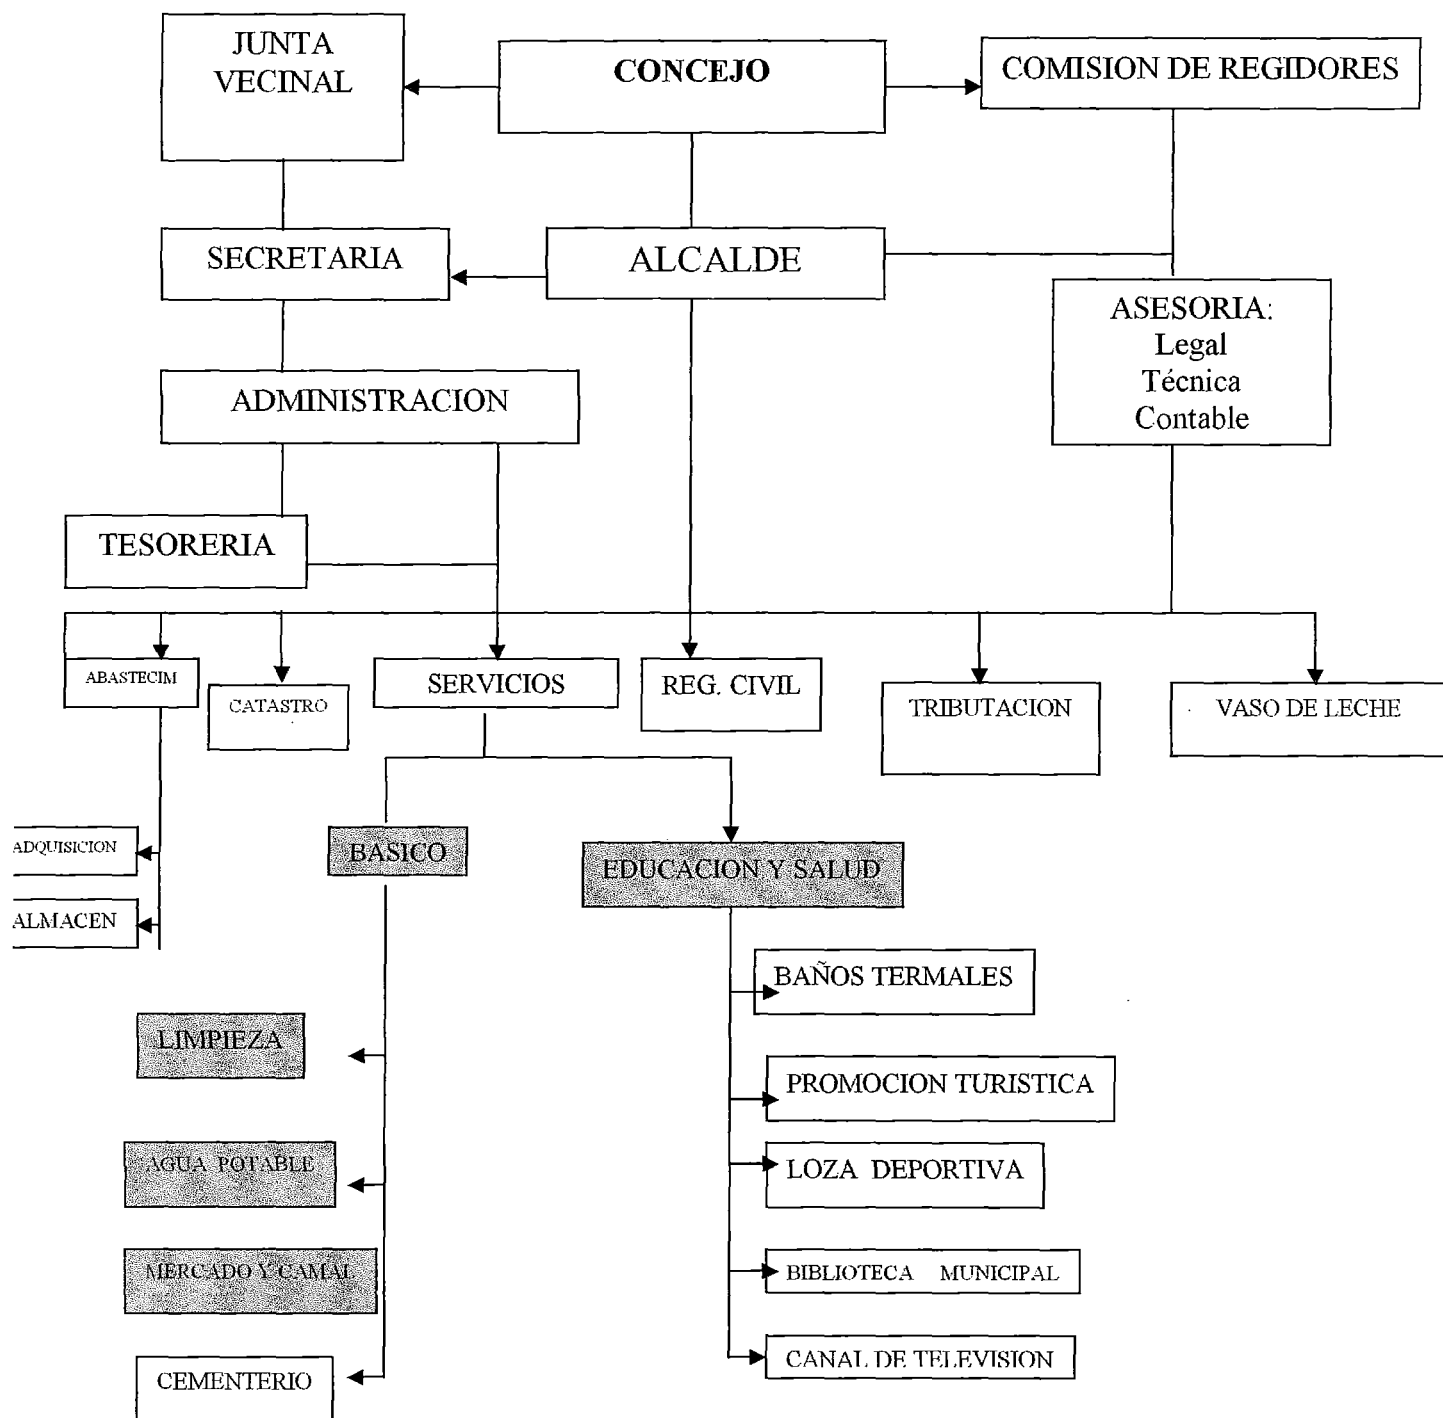 JUNTA
VECINAL
CONCEJO
COMISION DE REGIDORES
SECRETARIA
ALCALDE
ASESORIA:
Legal
Técnica
Contable
ADMINISTRACION
TESORERIA
ABASTECIM
CATASTRO
SERVICIOS
REG. CIVIL
TRIBUTACION
VASO DE LECHE
ADQUISICION
ALMACEN
BASICO
EDUCACION Y SALUD
BAÑOS TERMALES
LIMPIEZA
PROMOCION TURISTICA
AGUA POTABLE
LOZA DEPORTIVA
MERCADO Y CAMAL
BIBLIOTECA MUNICIPAL
CEMENTERIO
CANAL DE TELEVISION